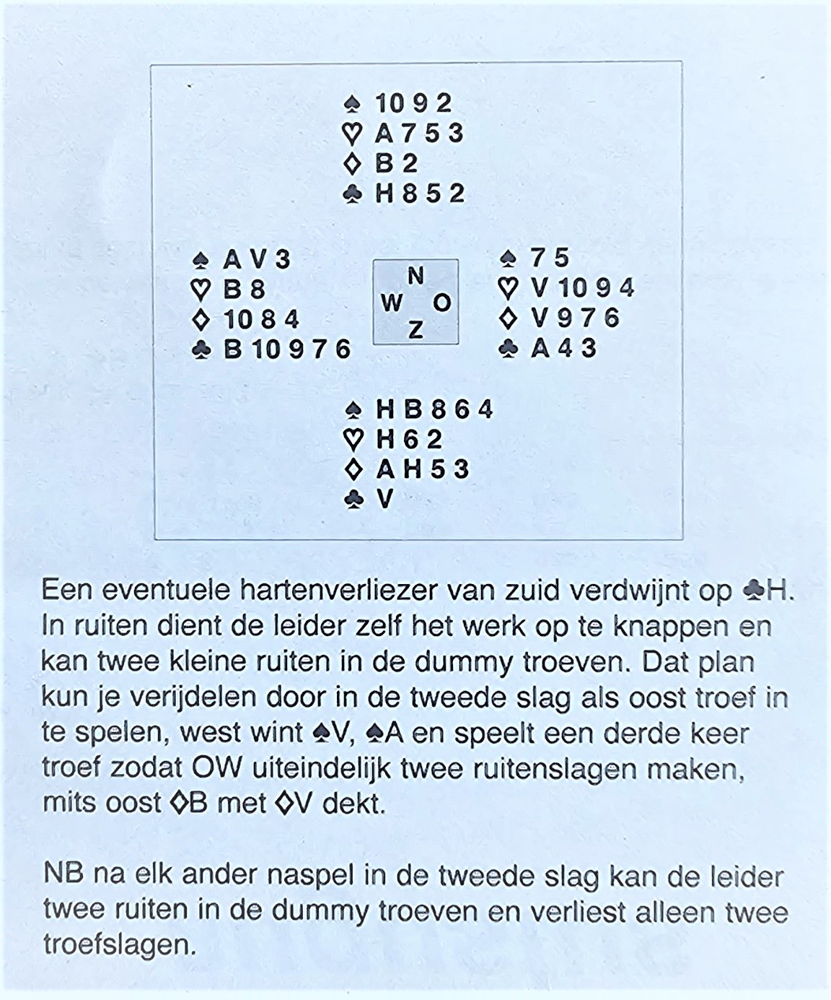 ♠ 10 9 2
♡ A 7 5 3
♢ B 2
♣ H 8 5 2
♠ A V 3
♡ B 8
♢ 10 8 4
♣ B 10 9 7 6
N
W O
Z
♠ 7 5
♡ V 10 9 4
♢ V 9 7 6
♣ A 4 3
♠ H B 8 6 4
♡ H 6 2
♢ A H 5 3
♣ V
Een eventuele hartenverliezer van zuid verdwijnt op ♣H.
In ruiten dient de leider zelf het werk op te knappen en
kan twee kleine ruiten in de dummy troeven. Dat plan
kun je verijdelen door in de tweede slag als oost troef in
te spelen, west wint ♠V, ♠A en speelt een derde keer
troef zodat OW uiteindelijk twee ruitenslagen maken,
mits oost ♢B met ♢V dekt.
NB na elk ander naspel in de tweede slag kan de leider
twee ruiten in de dummy troeven en verliest alleen twee
troefslagen.